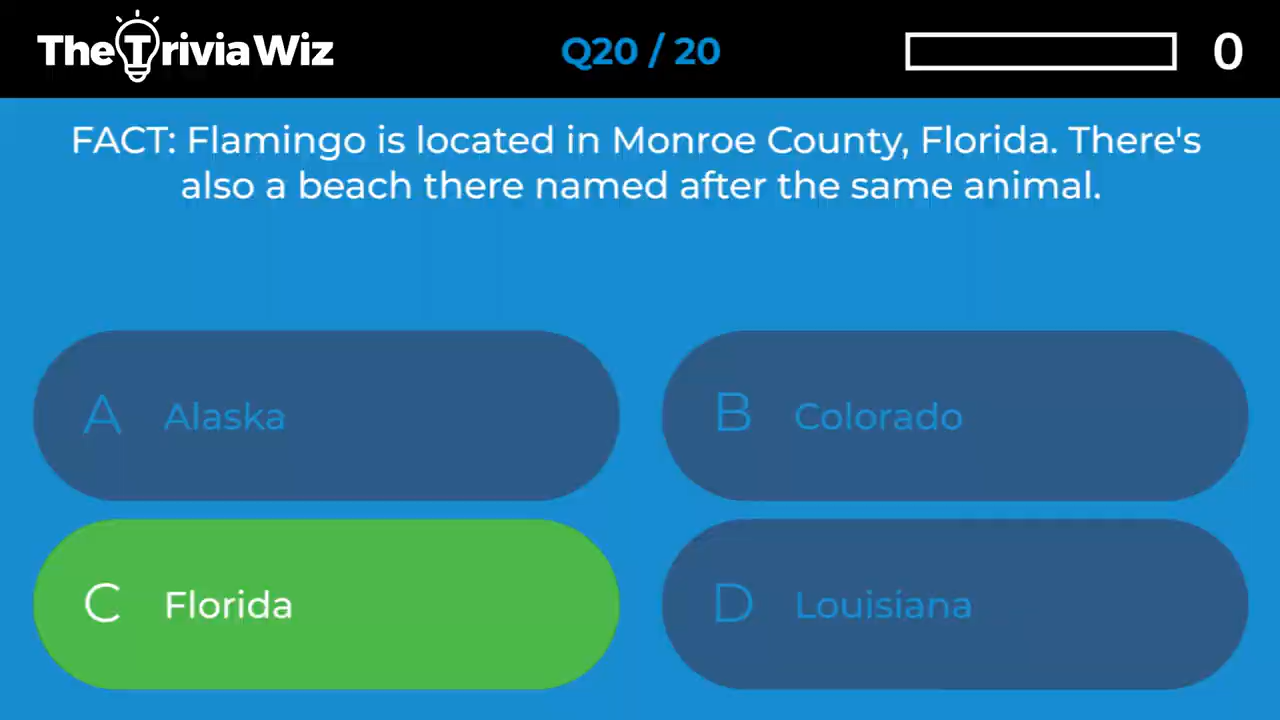 TheTriviaWiz
Q20 / 20
0
FACT: Flamingo is located in Monroe County, Florida. There's
also a beach there named after the same animal.
A Alaska
B Colorado
C Florida
D Louisiana